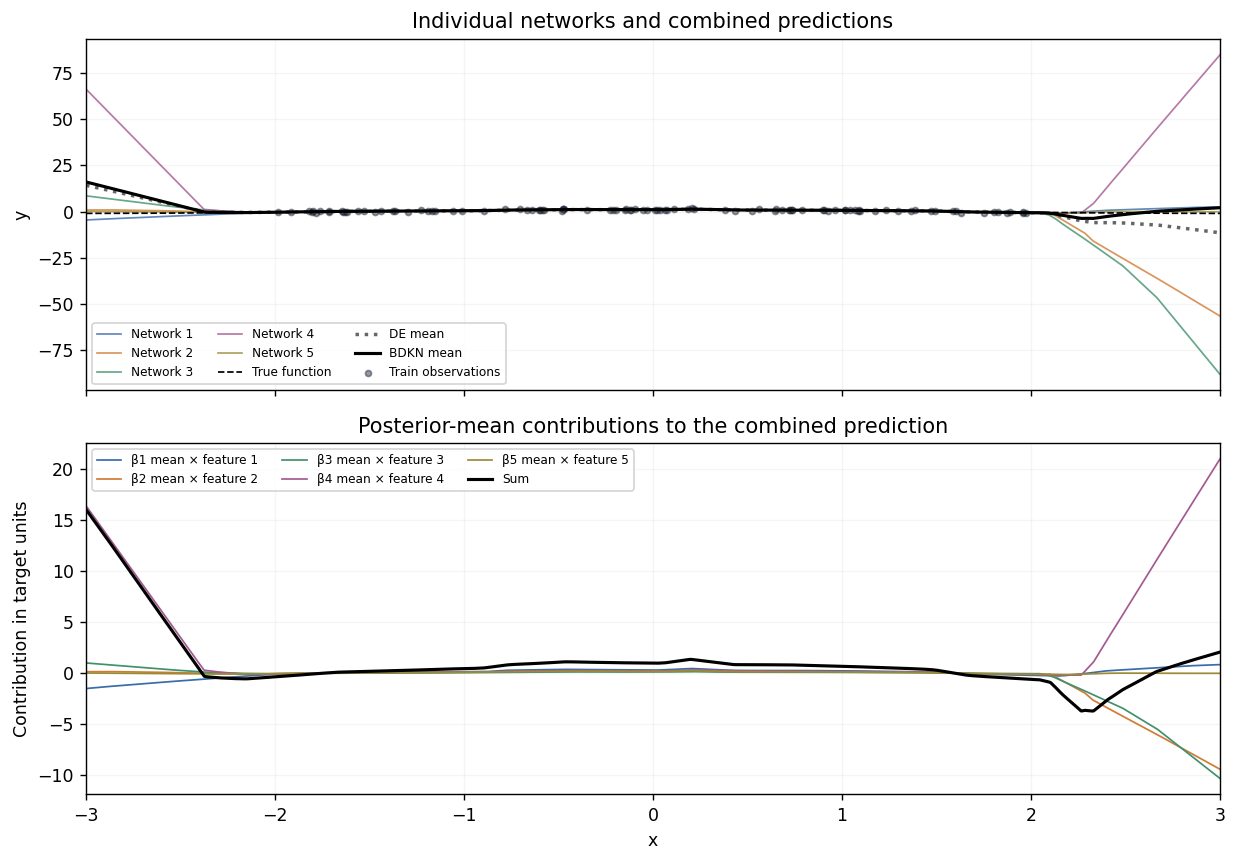 Individual networks and combined predictions
75
50
25
0
−25
−50
−75
y
Network 1 Network 4 DE mean
Network 2 Network 5 BDKN mean
Network 3 True function Train observations
Posterior-mean contributions to the combined prediction
β1 mean × feature 1 β3 mean × feature 3 β5 mean × feature 5
β2 mean × feature 2 β4 mean × feature 4 Sum
20
15
10
5
0
−5
−10
Contribution in target units
−3 −2 −1 0 1 2 3
x